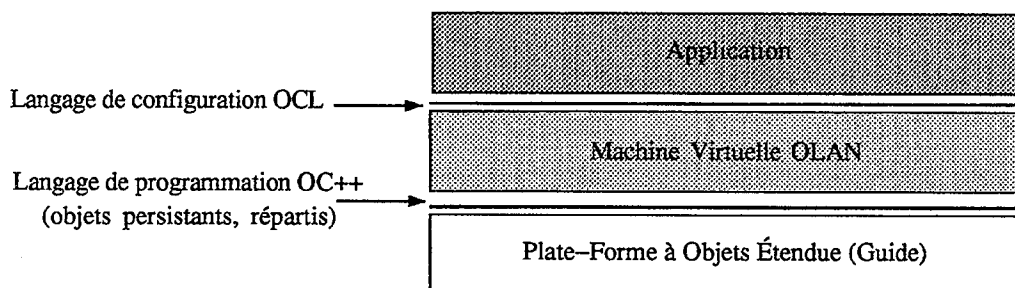 Application
Langage de configuration OCL
Machine Virtuelle OLAN
Langage de programmation OC++
(objets persistants, répartis)
Plate–Forme à Objets Étendue (Guide)